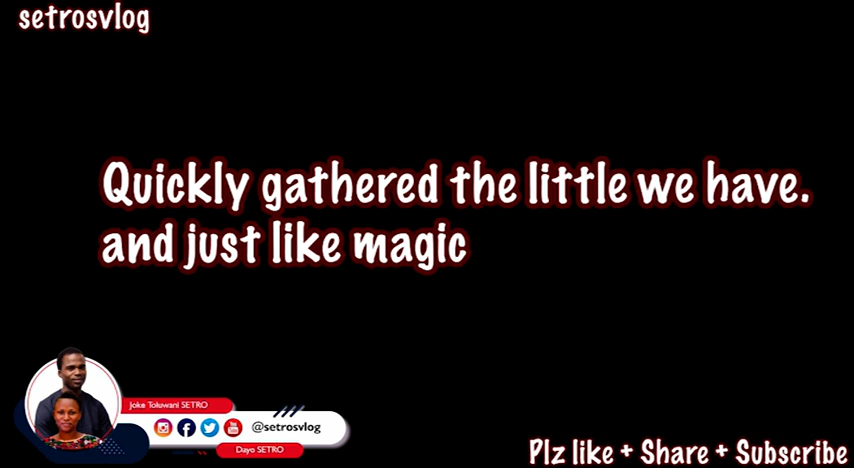 setrosvlog
Quickly gathered the little we have.
and just like magic
Joke Toluwani SETRO
@setrosvlog
Dayo SETRO
Plz like + Share + Subscribe